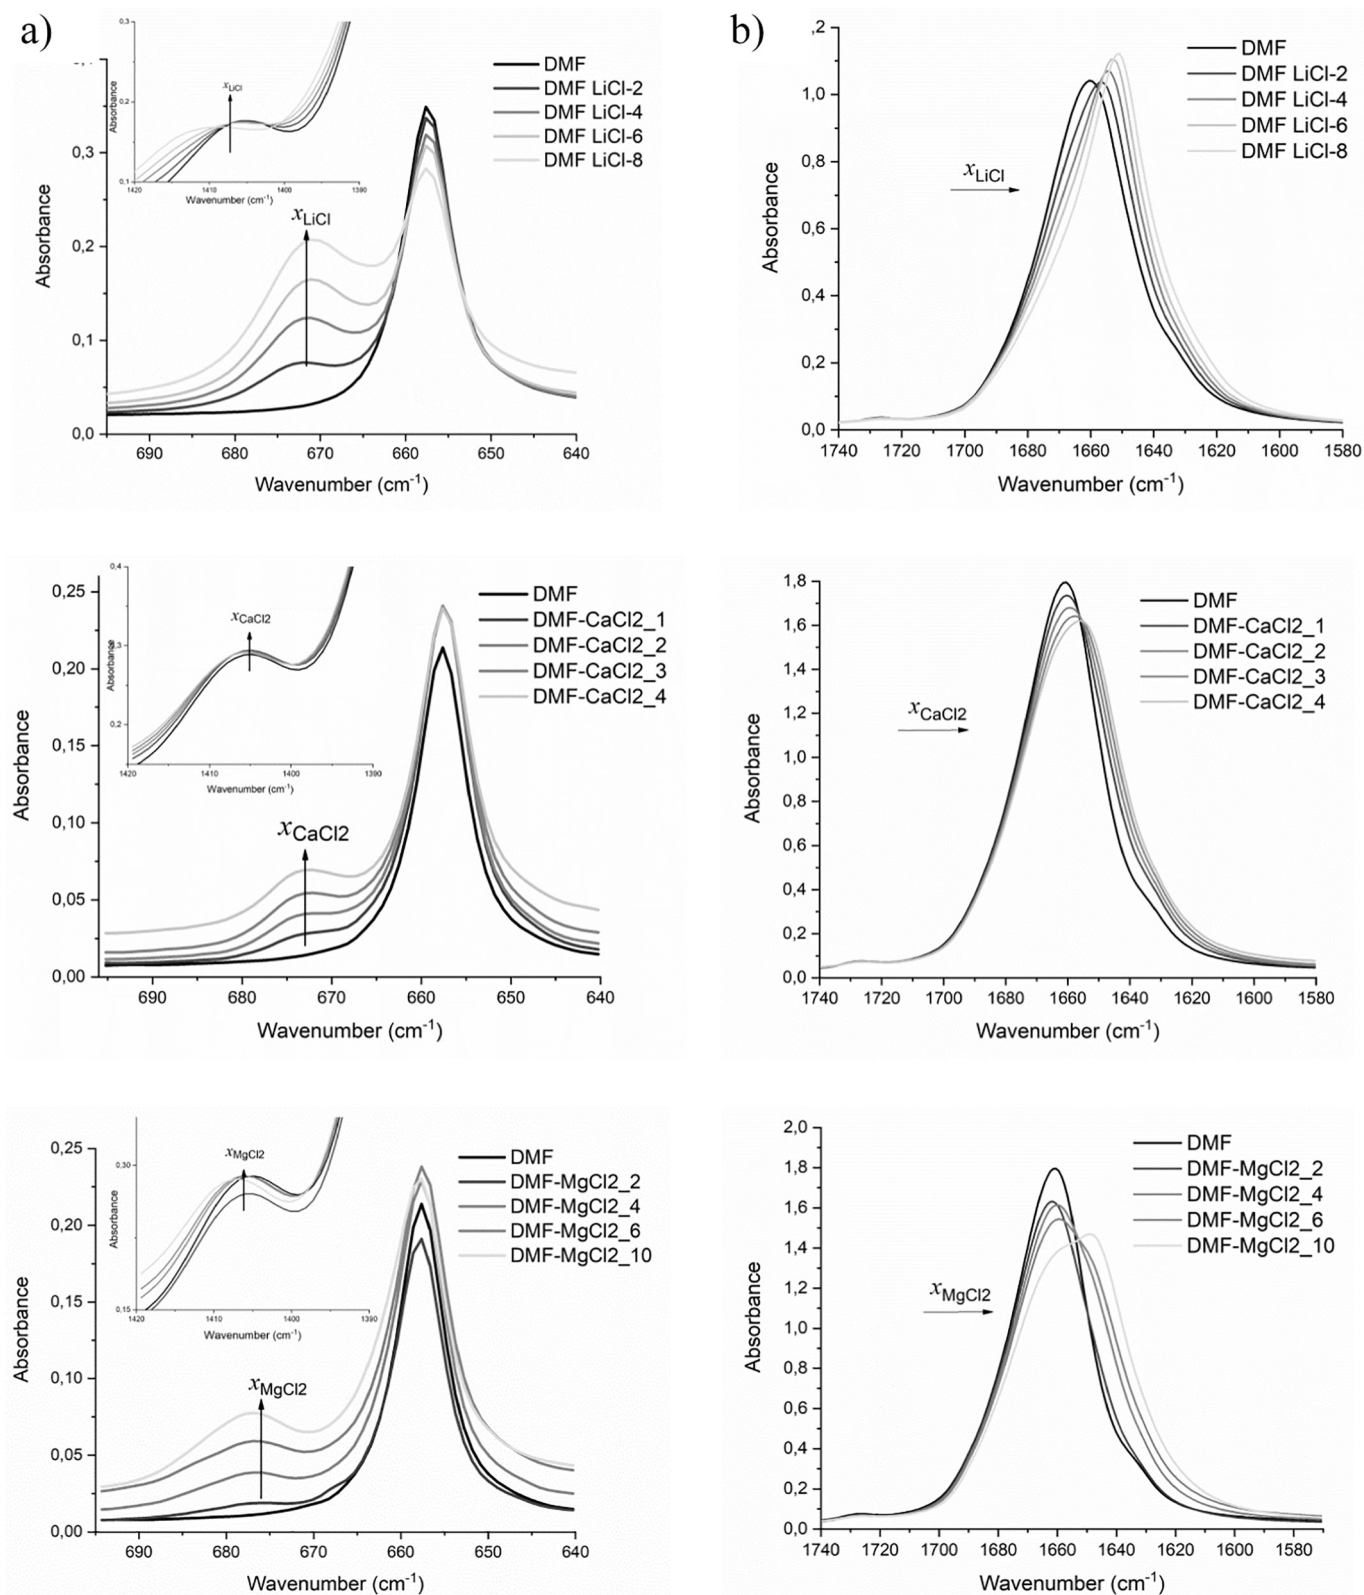 a)
0,3
0,2
0,1
Absorbance
xLiCl
1420 1410 1400 1390
Wavenumber (cm-1)
DMF
DMF LiCl-2
DMF LiCl-4
DMF LiCl-6
DMF LiCl-8
xLiCl
0,3
0,2
0,1
0,0
Absorbance
690 680 670 660 650 640
Wavenumber (cm-1)
b)
,2
1,0
0,8
0,6
0,4
0,2
0,0
Absorbance
DMF
DMF LiCl-2
DMF LiCl-4
DMF LiCl-6
DMF LiCl-8
xLiCl
1740 1720 1700 1680 1660 1640 1620 1600 1580
Wavenumber (cm-1)
0,4
0,3
0,2
Absorbance
xCaCl2
1420 1410 1400 1390
Wavenumber (cm-1)
DMF
DMF-CaCl2_1
DMF-CaCl2_2
DMF-CaCl2_3
DMF-CaCl2_4
xCaCl2
0,25
0,20
0,15
0,10
0,05
0,00
Absorbance
690 680 670 660 650 640
Wavenumber (cm-1)
1,8
1,6
1,4
1,2
1,0
0,8
0,6
0,4
0,2
0,0
Absorbance
DMF
DMF-CaCl2_1
DMF-CaCl2_2
DMF-CaCl2_3
DMF-CaCl2_4
xCaCl2
1740 1720 1700 1680 1660 1640 1620 1600 1580
Wavenumber (cm-1)
0,30
0,15
Absorbance
xMgCl2
1420 1410 1400 1390
Wavenumber (cm-1)
DMF
DMF-MgCl2_2
DMF-MgCl2_4
DMF-MgCl2_6
DMF-MgCl2_10
xMgCl2
0,25
0,20
0,15
0,10
0,05
0,00
Absorbance
690 680 670 660 650 640
Wavenumber (cm-1)
2,0
1,8
1,6
1,4
1,2
1,0
0,8
0,6
0,4
0,2
0,0
Absorbance
DMF
DMF-MgCl2_2
DMF-MgCl2_4
DMF-MgCl2_6
DMF-MgCl2_10
xMgCl2
1740 1720 1700 1680 1660 1640 1620 1600 1580
Wavenumber (cm-1)